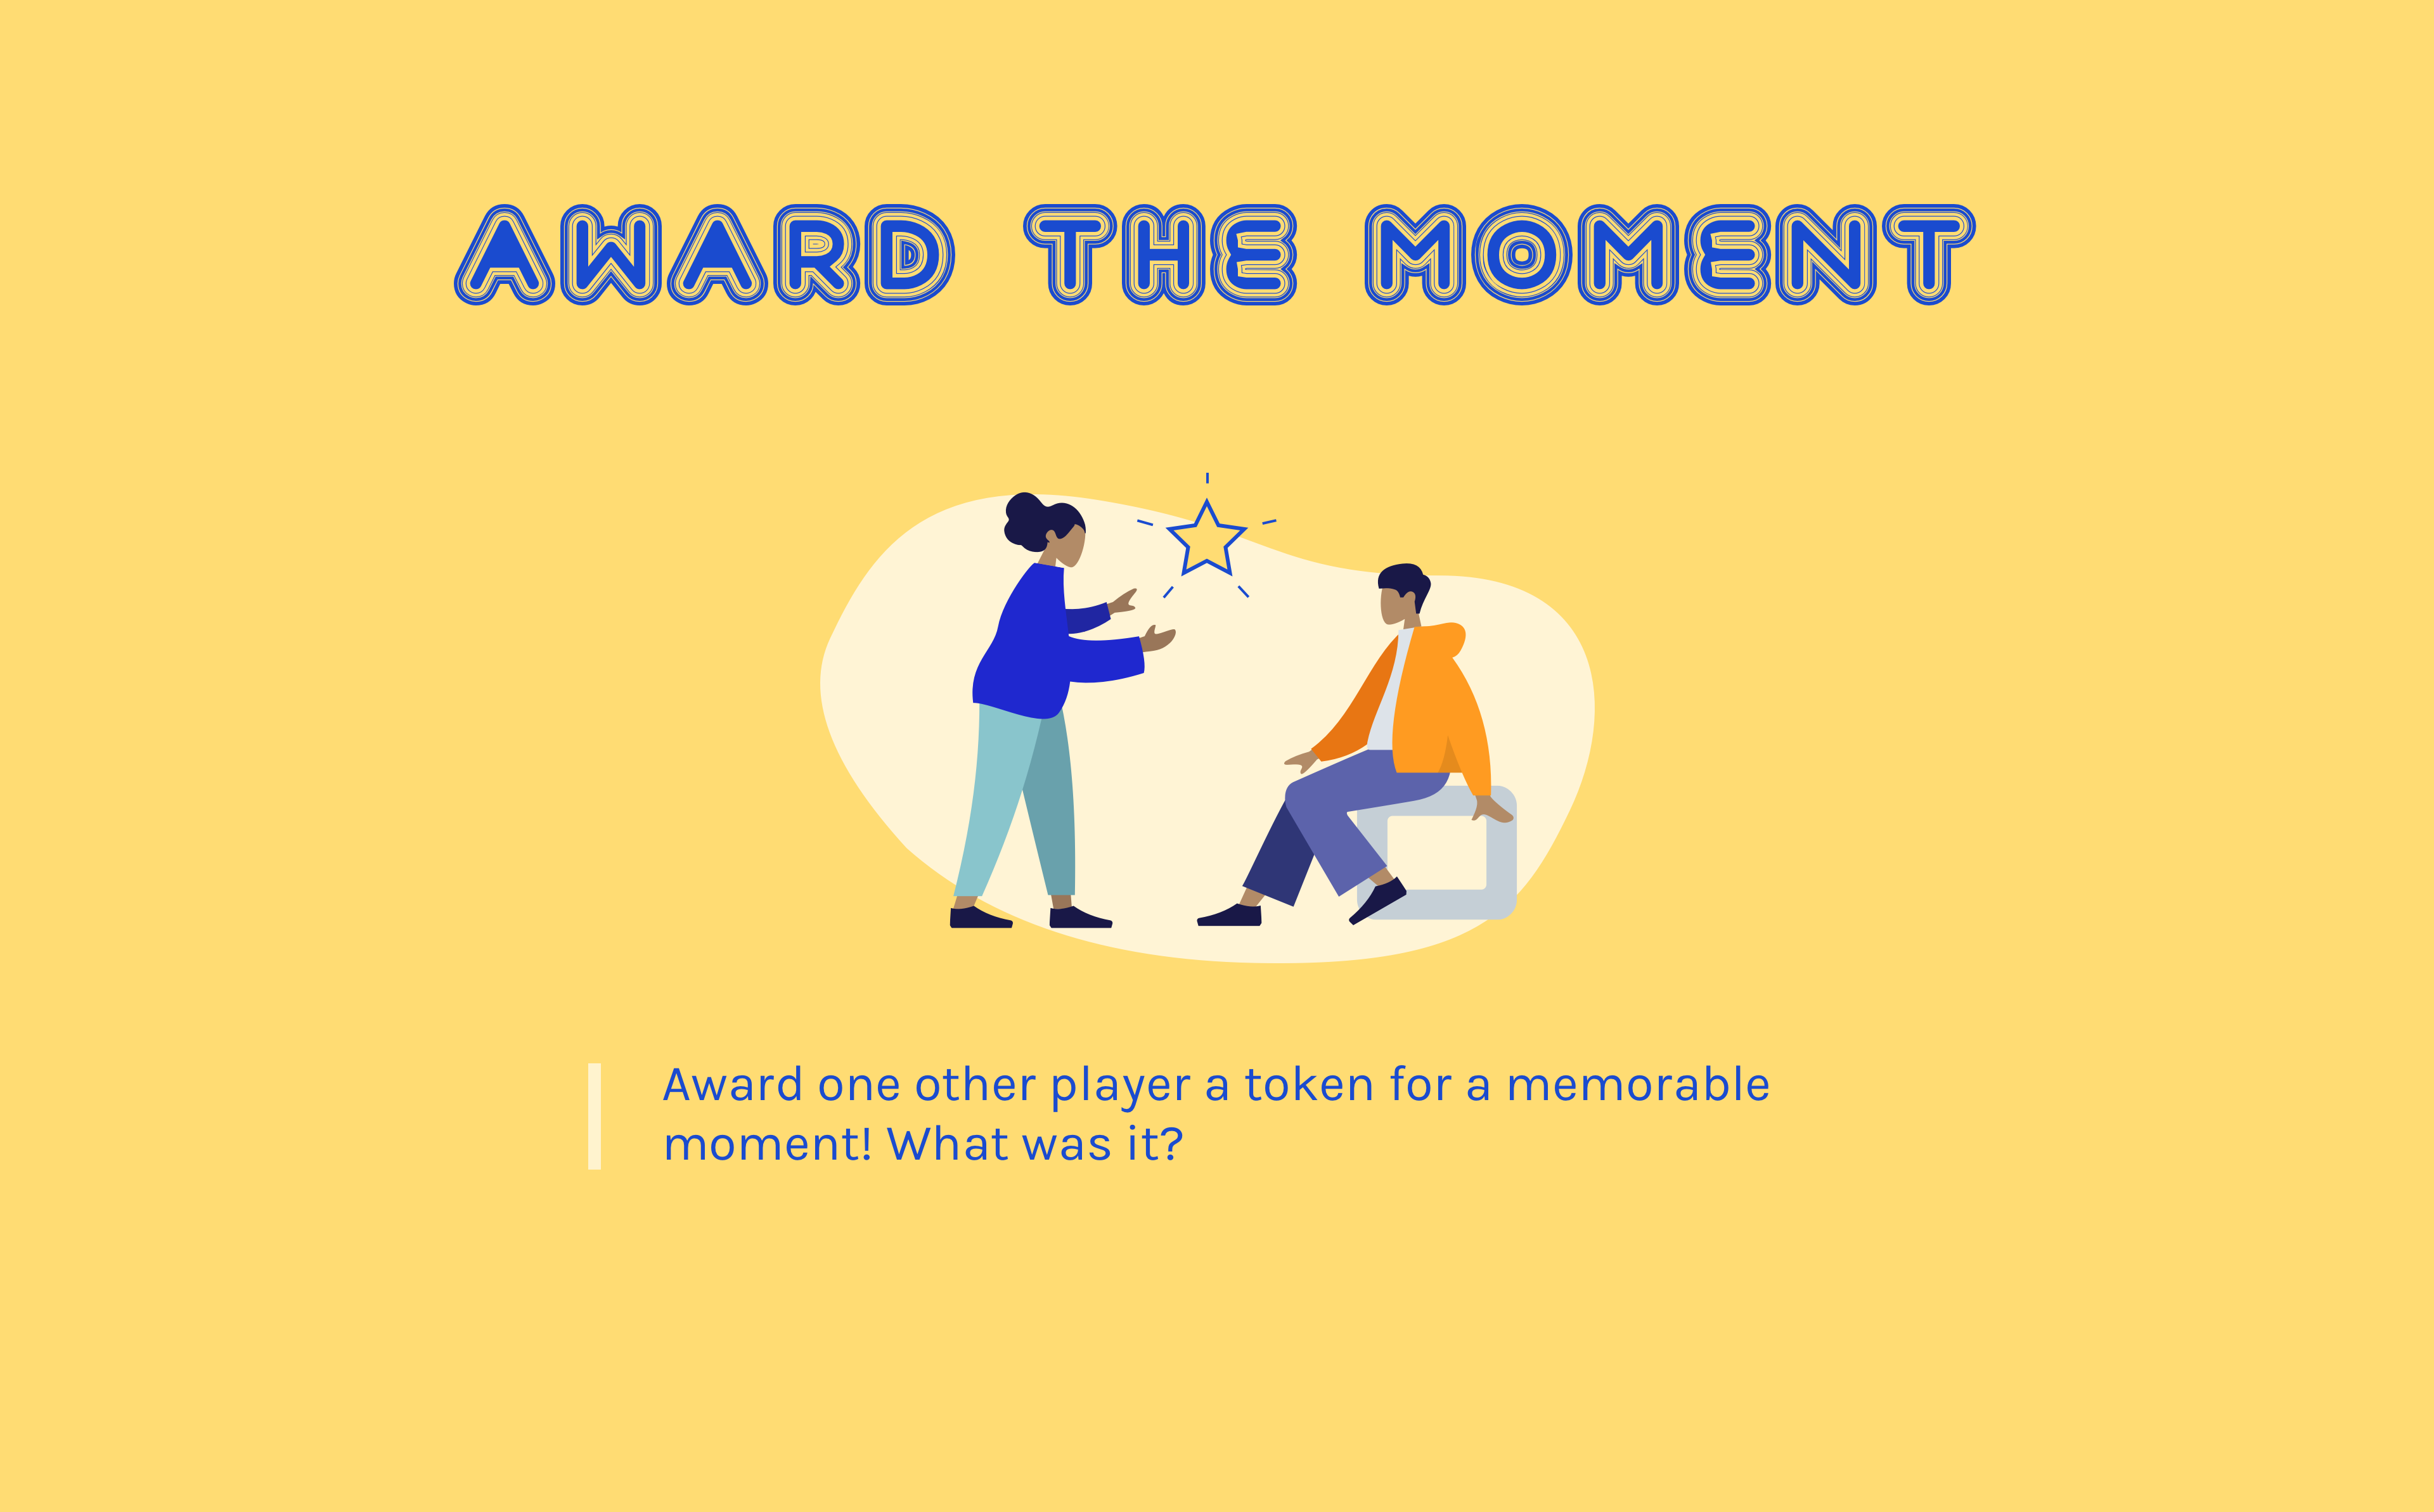 AWARD THE MOMENT
Award one other player a token for a memorable
moment! What was it?